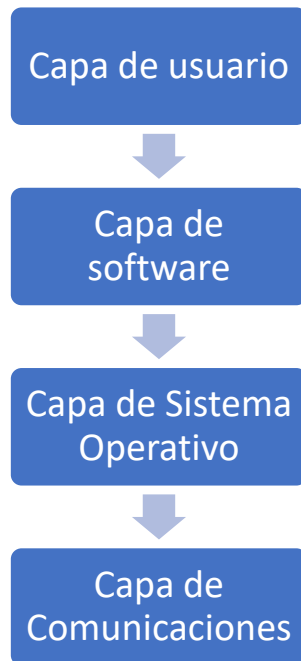 Capa de usuario
Capa de
software
Capa de Sistema
Operativo
Capa de
Comunicaciones